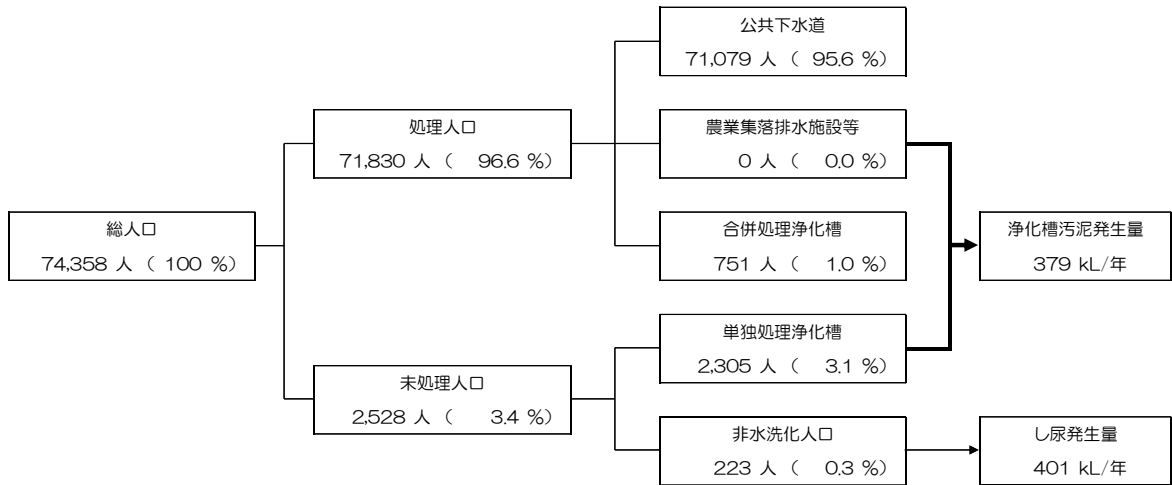 公共下水道
71,079 人 ( 95.6 %)
処理人口
71,830 人 ( 96.6 %)
農業集落排水施設等
0 人 ( 0.0 %)
総人口
74,358 人 ( 100 %)
合併処理浄化槽
751 人 ( 1.0 %)
浄化槽汚泥発生量
379 kL/年
単独処理浄化槽
2,305 人 ( 3.1 %)
未処理人口
2,528 人 ( 3.4 %)
非水洗化人口
223 人 ( 0.3 %)
し尿発生量
401 kL/年